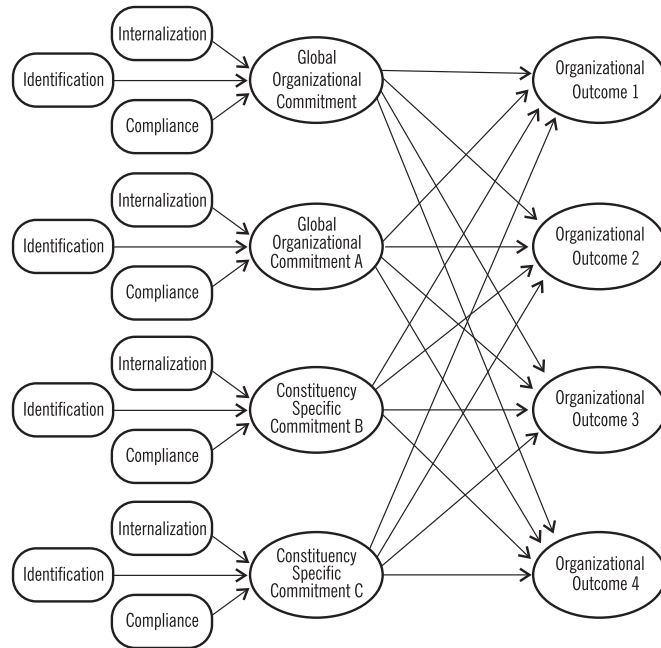 Internalization
Identification
Compliance
Global
Organizational
Commitment
Organizational
Outcome 1
Internalization
Identification
Compliance
Global
Organizational
Commitment A
Organizational
Outcome 2
Internalization
Identification
Compliance
Constituency
Specific
Commitment B
Organizational
Outcome 3
Internalization
Identification
Compliance
Constituency
Specific
Commitment C
Organizational
Outcome 4